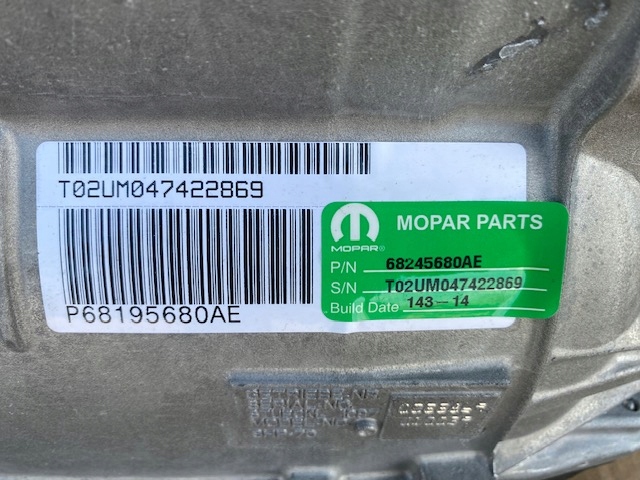 T02UM047422869
P68195680AE
MOPAR PARTS
MOPAR®
P/N 68245680AE
S/N T02UM047422869
Build Date 143-14